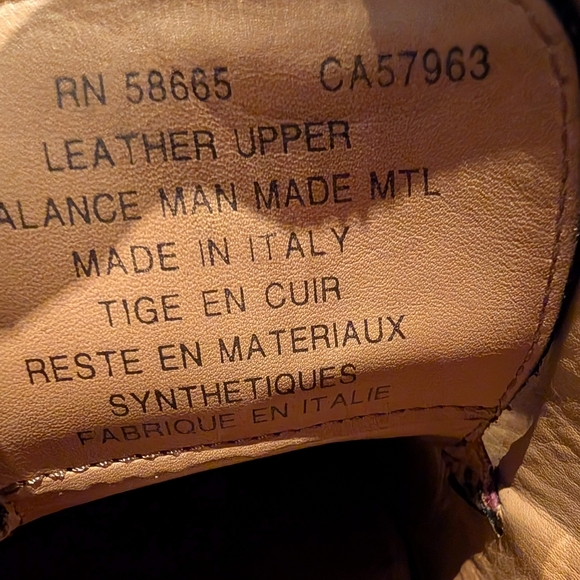 RN 58665 CA57963
LEATHER UPPER
ALANCE MAN MADE MTL
MADE IN ITALY
TIGE EN CUIR
RESTE EN MATERIAUX
SYNTHETIQUES
FABRIQUE EN ITALIE